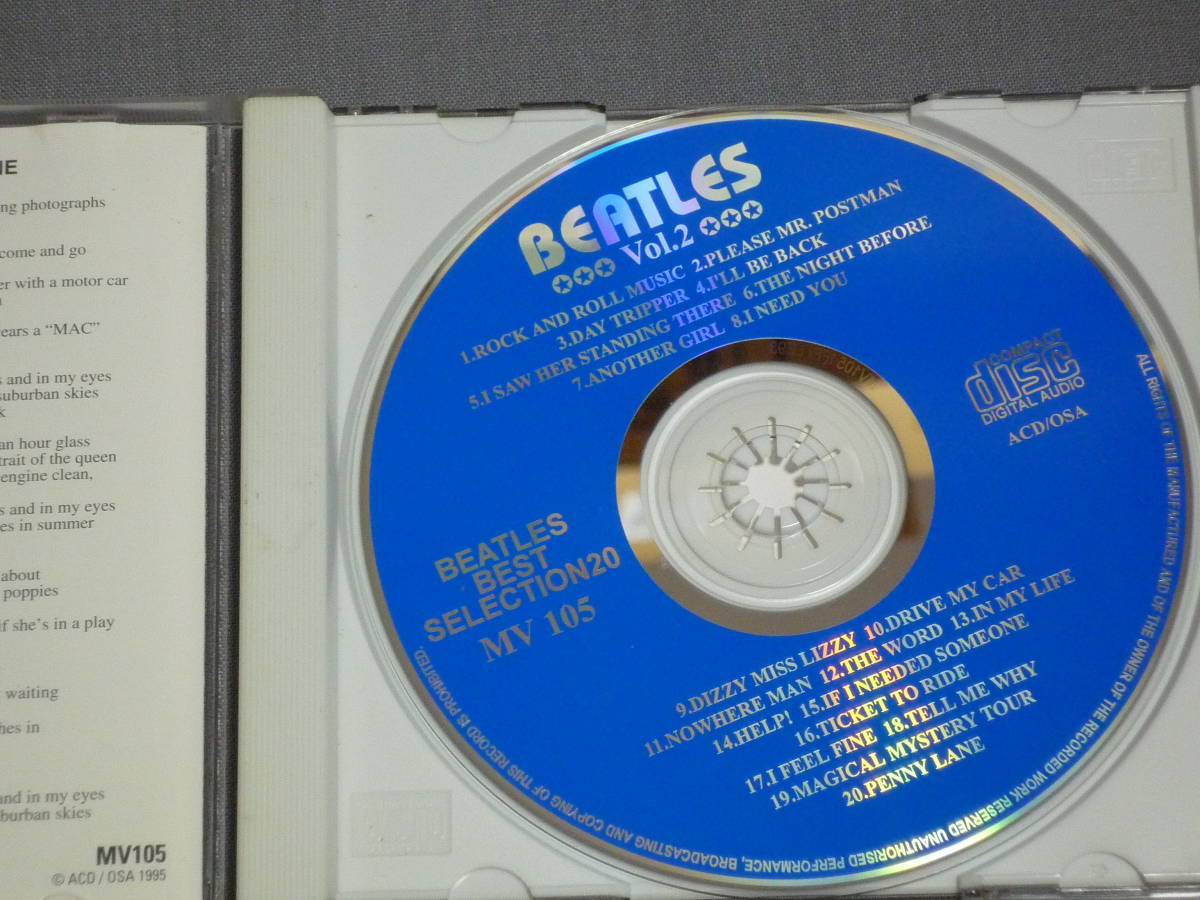 NE
ng photographs
come and go
er with a motor car
ears a “MAC”
s and in my eyes
suburban skies
k
an hour glass
trait of the queen
engine clean,
s and in my eyes
es in summer
about
poppies
if she's in a play
waiting
hes in
and in my eyes
burban skies
MV105
© ACD / OSA 1995
BEATLES
Vol.2
1.ROCK AND ROLL MUSIC 2.PLEASE MR. POSTMAN
3.DAY TRIPPER 4.I'LL BE BACK
5.I SAW HER STANDING THERE 6.THE NIGHT BEFORE
7.ANOTHER GIRL 8.I NEED YOU
COMPACT
disc
DIGITAL AUDIO
ACD/OSA
BEATLES
BEST
SELECTION20
MV 105
9.DIZZY MISS LIZZY 10.DRIVE MY CAR
11.NOWHERE MAN 12.THE WORD 13.IN MY LIFE
14.HELP! 15.IF I NEEDED SOMEONE
16.TICKET TO RIDE
17.I FEEL FINE 18.TELL ME WHY
19.MAGICAL MYSTERY TOUR
20.PENNY LANE
ALL RIGHTS OF THE MANUFACTURED AND OF THE OWNER OF THE RECORDED WORK RESERVED UNAUTHORISED PERFORMANCE, BROADCASTING AND COPYING OF THIS RECORD IS PROHIBITED.